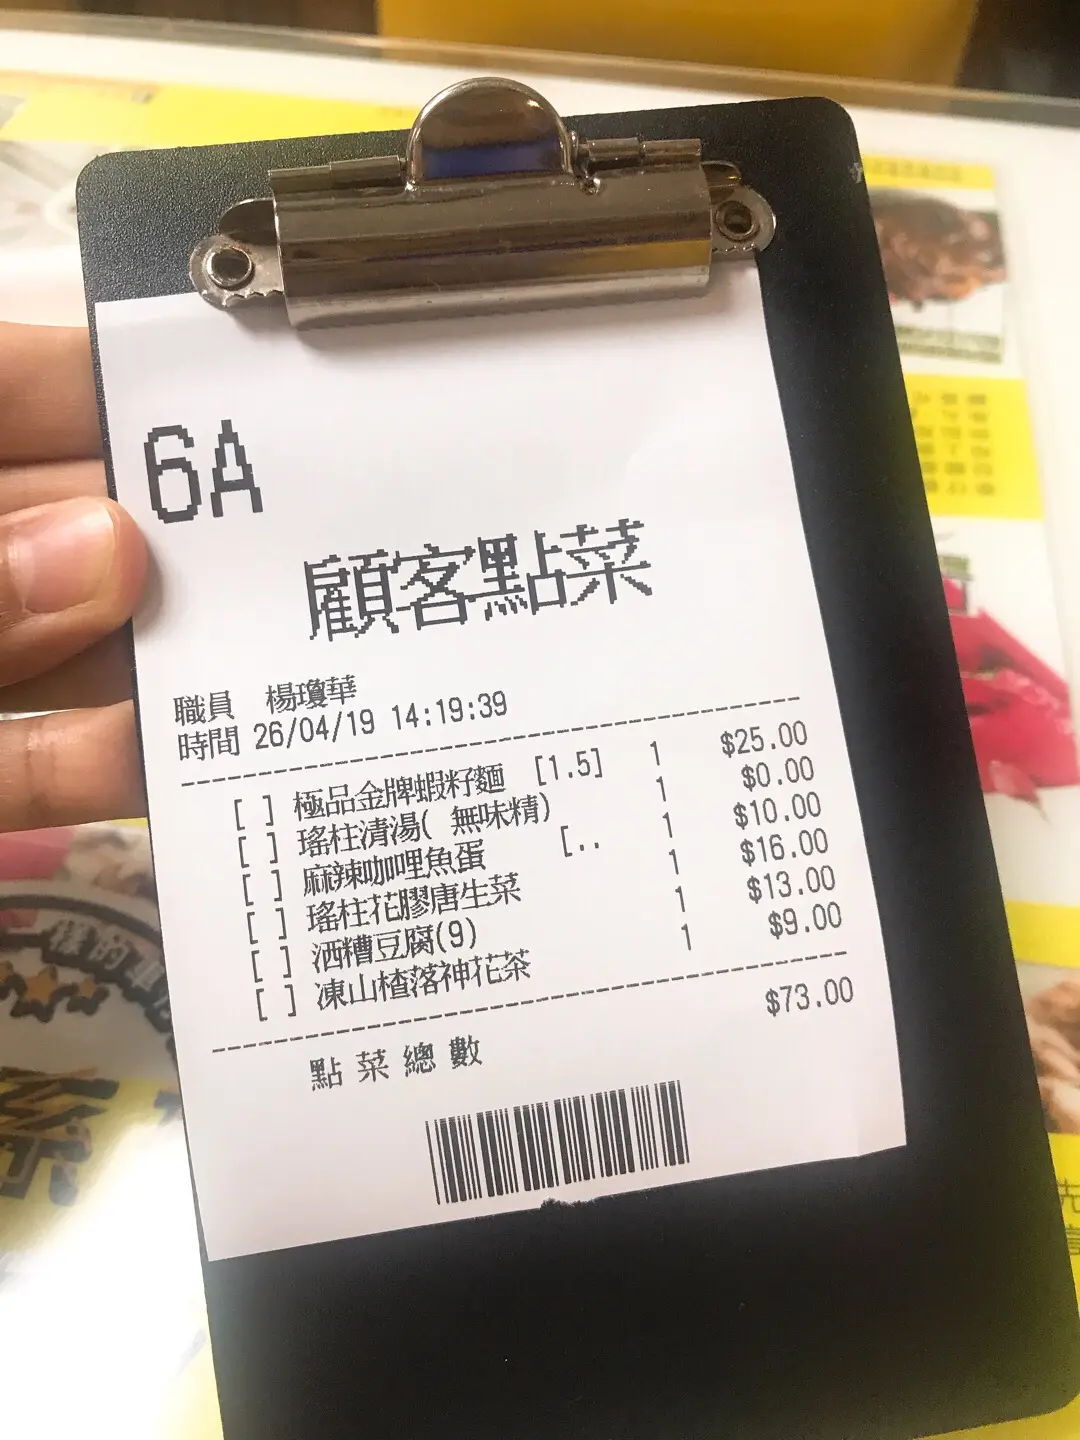 6A
顧客點菜
職員 楊瓊華
時間 26/04/19 14:19:39
[ ] 極品金牌蝦籽麵 [1.5] 1 $25.00
[ ] 瑤柱清湯( 無味精) 1 $0.00
[ ] 麻辣咖哩魚蛋 [.. 1 $10.00
[ ] 瑤柱花膠唐生菜 1 $16.00
[ ] 酒糟豆腐(9) 1 $13.00
[ ] 凍山楂落神花茶 1 $9.00
點菜總數 $73.00